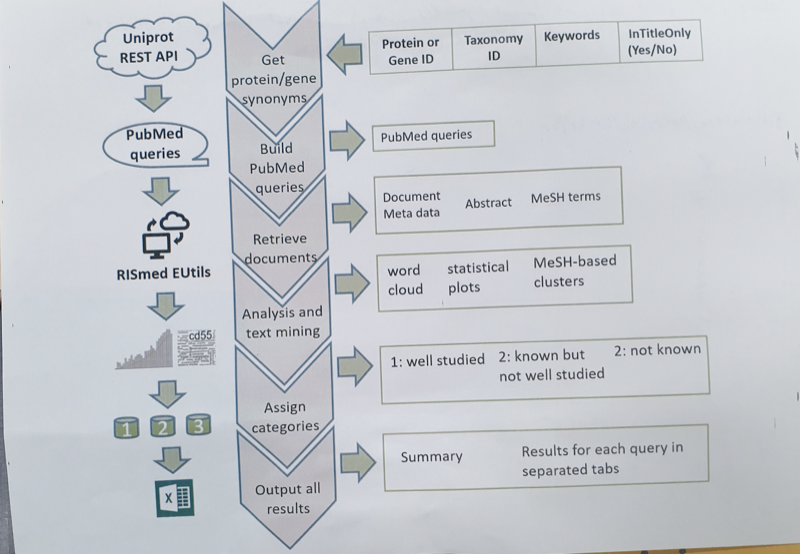 Uniprot
REST API
Get
protein/gene
synonyms
Protein or
Gene ID
Taxonomy
ID
Keywords
InTitleOnly
(Yes/No)
PubMed
queries
Build
PubMed
queries
PubMed queries
RISmed EUtils
Retrieve
documents
Document
Meta data
Abstract
MeSH terms
cd55
Analysis and
text mining
word
cloud
statistical
plots
MeSH-based
clusters
1
2
3
Assign
categories
1: well studied
2: known but
not well studied
2: not known
X
Output all
results
Summary
Results for each query in
separated tabs